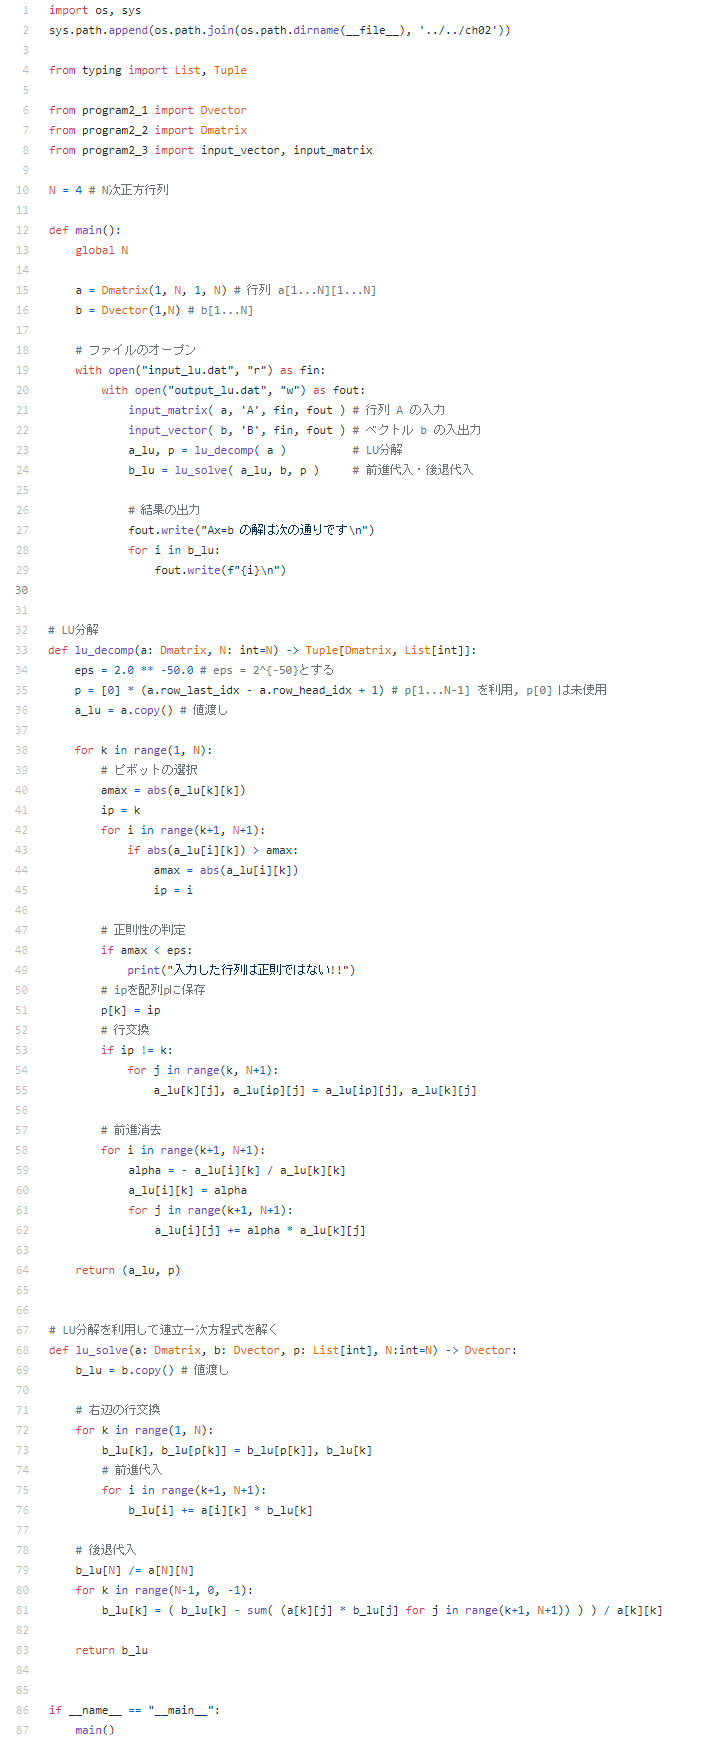 1 import os, sys
2 sys.path.append(os.path.join(os.path.dirname(__file__), '../../ch02'))
3
4 from typing import List, Tuple
5
6 from program2_1 import Dvector
7 from program2_2 import Dmatrix
8 from program2_3 import input_vector, input_matrix
9
10 N = 4 # N次正方行列
11
12 def main():
13     global N
14
15     a = Dmatrix(1, N, 1, N) # 行列 a[1...N][1...N]
16     b = Dvector(1,N) # b[1...N]
17
18     # ファイルのオープン
19     with open("input_lu.dat", "r") as fin:
20         with open("output_lu.dat", "w") as fout:
21             input_matrix( a, 'A', fin, fout ) # 行列 A の入力
22             input_vector( b, 'B', fin, fout ) # ベクトル b の入出力
23             a_lu, p = lu_decomp( a )          # LU分解
24             b_lu = lu_solve( a_lu, b, p )     # 前進代入・後退代入
25
26             # 結果の出力
27             fout.write("Ax=b の解は次の通りです\n")
28             for i in b_lu:
29                 fout.write(f"{i}\n")
30
31
32 # LU分解
33 def lu_decomp(a: Dmatrix, N: int=N) -> Tuple[Dmatrix, List[int]]:
34     eps = 2.0 ** -50.0 # eps = 2^{-50}とする
35     p = [0] * (a.row_last_idx - a.row_head_idx + 1) # p[1...N-1] を利用, p[0] は未使用
36     a_lu = a.copy() # 値渡し
37
38     for k in range(1, N):
39         # ピボットの選択
40         amax = abs(a_lu[k][k])
41         ip = k
42         for i in range(k+1, N+1):
43             if abs(a_lu[i][k]) > amax:
44                 amax = abs(a_lu[i][k])
45                 ip = i
46
47         # 正則性の判定
48         if amax < eps:
49             print("入力した行列は正則ではない!!")
50         # ipを配列pに保存
51         p[k] = ip
52         # 行交換
53         if ip != k:
54             for j in range(k, N+1):
55                 a_lu[k][j], a_lu[ip][j] = a_lu[ip][j], a_lu[k][j]
56
57         # 前進消去
58         for i in range(k+1, N+1):
59             alpha = - a_lu[i][k] / a_lu[k][k]
60             a_lu[i][k] = alpha
61             for j in range(k+1, N+1):
62                 a_lu[i][j] += alpha * a_lu[k][j]
63
64     return (a_lu, p)
65
66
67 # LU分解を利用して連立一次方程式を解く
68 def lu_solve(a: Dmatrix, b: Dvector, p: List[int], N:int=N) -> Dvector:
69     b_lu = b.copy() # 値渡し
70
71     # 右辺の行交換
72     for k in range(1, N):
73         b_lu[k], b_lu[p[k]] = b_lu[p[k]], b_lu[k]
74         # 前進代入
75         for i in range(k+1, N+1):
76             b_lu[i] += a[i][k] * b_lu[k]
77
78     # 後退代入
79     b_lu[N] /= a[N][N]
80     for k in range(N-1, 0, -1):
81         b_lu[k] = ( b_lu[k] - sum( (a[k][j] * b_lu[j] for j in range(k+1, N+1)) ) ) / a[k][k]
82
83     return b_lu
84
85
86 if __name__ == "__main__":
87     main()